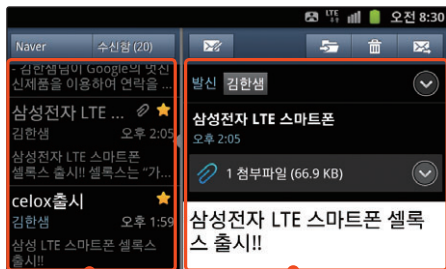 LTE 오전 8:30
Naver 수신함 (20)
- 김한샘님이 Google의 멋진
신제품을 이용하여 연락을 ...
삼성전자 LTE ...
김한샘 오후 2:05
삼성전자 LTE 스마트폰
셀록스 출시!! 셀록스는 "가...
celox출시
김한샘 오후 1:59
삼성 LTE 스마트폰 셀록스
출시!!
발신 김한샘
삼성전자 LTE 스마트폰
오후 2:05
1 첨부파일 (66.9 KB)
삼성전자 LTE 스마트폰 셀록
스 출시!!